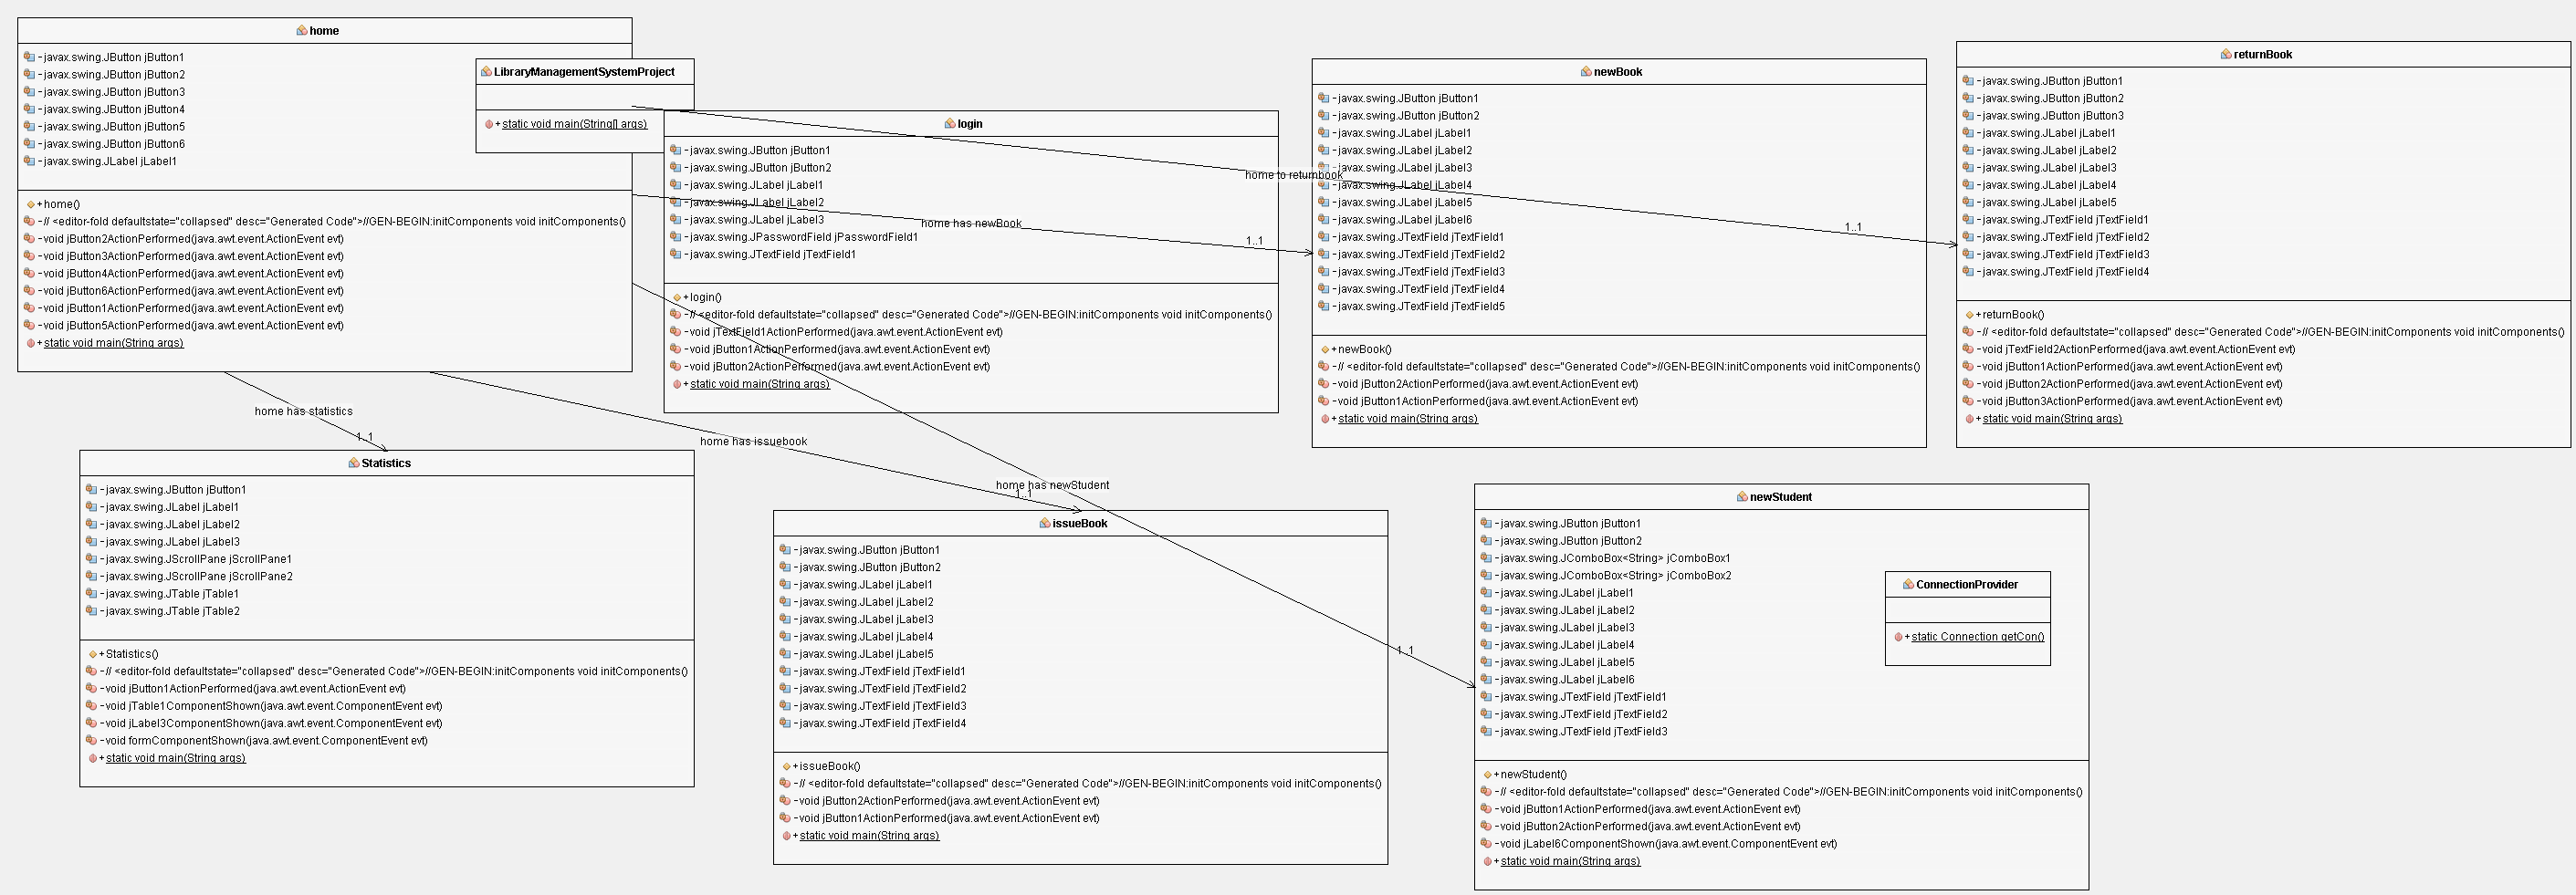 home
-javax.swing.JButton jButton1
-javax.swing.JButton jButton2
-javax.swing.JButton jButton3
-javax.swing.JButton jButton4
-javax.swing.JButton jButton5
-javax.swing.JButton jButton6
-javax.swing.JLabel jLabel1
+home()
-// <editor-fold defaultstate="collapsed" desc="Generated Code">//GEN-BEGIN:initComponents void initComponents()
-void jButton2ActionPerformed(java.awt.event.ActionEvent evt)
-void jButton3ActionPerformed(java.awt.event.ActionEvent evt)
-void jButton4ActionPerformed(java.awt.event.ActionEvent evt)
-void jButton6ActionPerformed(java.awt.event.ActionEvent evt)
-void jButton1ActionPerformed(java.awt.event.ActionEvent evt)
-void jButton5ActionPerformed(java.awt.event.ActionEvent evt)
+static void main(String args)
LibraryManagementSystemProject
+static void main(String[] args)
login
-javax.swing.JButton jButton1
-javax.swing.JButton jButton2
-javax.swing.JLabel jLabel1
-javax.swing.JLabel jLabel2
-javax.swing.JLabel jLabel3
-javax.swing.JPasswordField jPasswordField1
-javax.swing.JTextField jTextField1
+login()
-// <editor-fold defaultstate="collapsed" desc="Generated Code">//GEN-BEGIN:initComponents void initComponents()
-void jTextField1ActionPerformed(java.awt.event.ActionEvent evt)
-void jButton1ActionPerformed(java.awt.event.ActionEvent evt)
-void jButton2ActionPerformed(java.awt.event.ActionEvent evt)
+static void main(String args)
home to returnbook
1..1
home has newBook
1..1
newBook
-javax.swing.JButton jButton1
-javax.swing.JButton jButton2
-javax.swing.JLabel jLabel1
-javax.swing.JLabel jLabel2
-javax.swing.JLabel jLabel3
-javax.swing.JLabel jLabel4
-javax.swing.JLabel jLabel5
-javax.swing.JLabel jLabel6
-javax.swing.JTextField jTextField1
-javax.swing.JTextField jTextField2
-javax.swing.JTextField jTextField3
-javax.swing.JTextField jTextField4
-javax.swing.JTextField jTextField5
+newBook()
-// <editor-fold defaultstate="collapsed" desc="Generated Code">//GEN-BEGIN:initComponents void initComponents()
-void jButton2ActionPerformed(java.awt.event.ActionEvent evt)
-void jButton1ActionPerformed(java.awt.event.ActionEvent evt)
+static void main(String args)
returnBook
-javax.swing.JButton jButton1
-javax.swing.JButton jButton2
-javax.swing.JButton jButton3
-javax.swing.JLabel jLabel1
-javax.swing.JLabel jLabel2
-javax.swing.JLabel jLabel3
-javax.swing.JLabel jLabel4
-javax.swing.JLabel jLabel5
-javax.swing.JTextField jTextField1
-javax.swing.JTextField jTextField2
-javax.swing.JTextField jTextField3
-javax.swing.JTextField jTextField4
+returnBook()
-// <editor-fold defaultstate="collapsed" desc="Generated Code">//GEN-BEGIN:initComponents void initComponents()
-void jTextField2ActionPerformed(java.awt.event.ActionEvent evt)
-void jButton1ActionPerformed(java.awt.event.ActionEvent evt)
-void jButton2ActionPerformed(java.awt.event.ActionEvent evt)
-void jButton3ActionPerformed(java.awt.event.ActionEvent evt)
+static void main(String args)
home has statistics
1..1
home has issuebook
1..1
home has newStudent
1..1
Statistics
-javax.swing.JButton jButton1
-javax.swing.JLabel jLabel1
-javax.swing.JLabel jLabel2
-javax.swing.JLabel jLabel3
-javax.swing.JScrollPane jScrollPane1
-javax.swing.JScrollPane jScrollPane2
-javax.swing.JTable jTable1
-javax.swing.JTable jTable2
+Statistics()
-// <editor-fold defaultstate="collapsed" desc="Generated Code">//GEN-BEGIN:initComponents void initComponents()
-void jButton1ActionPerformed(java.awt.event.ActionEvent evt)
-void jTable1ComponentShown(java.awt.event.ComponentEvent evt)
-void jLabel3ComponentShown(java.awt.event.ComponentEvent evt)
-void formComponentShown(java.awt.event.ComponentEvent evt)
+static void main(String args)
issueBook
-javax.swing.JButton jButton1
-javax.swing.JButton jButton2
-javax.swing.JLabel jLabel1
-javax.swing.JLabel jLabel2
-javax.swing.JLabel jLabel3
-javax.swing.JLabel jLabel4
-javax.swing.JLabel jLabel5
-javax.swing.JTextField jTextField1
-javax.swing.JTextField jTextField2
-javax.swing.JTextField jTextField3
-javax.swing.JTextField jTextField4
+issueBook()
-// <editor-fold defaultstate="collapsed" desc="Generated Code">//GEN-BEGIN:initComponents void initComponents()
-void jButton2ActionPerformed(java.awt.event.ActionEvent evt)
-void jButton1ActionPerformed(java.awt.event.ActionEvent evt)
+static void main(String args)
newStudent
-javax.swing.JButton jButton1
-javax.swing.JButton jButton2
-javax.swing.JComboBox<String> jComboBox1
-javax.swing.JComboBox<String> jComboBox2
-javax.swing.JLabel jLabel1
-javax.swing.JLabel jLabel2
-javax.swing.JLabel jLabel3
-javax.swing.JLabel jLabel4
-javax.swing.JLabel jLabel5
-javax.swing.JLabel jLabel6
-javax.swing.JTextField jTextField1
-javax.swing.JTextField jTextField2
-javax.swing.JTextField jTextField3
+newStudent()
-// <editor-fold defaultstate="collapsed" desc="Generated Code">//GEN-BEGIN:initComponents void initComponents()
-void jButton1ActionPerformed(java.awt.event.ActionEvent evt)
-void jButton2ActionPerformed(java.awt.event.ActionEvent evt)
-void jLabel6ComponentShown(java.awt.event.ComponentEvent evt)
+static void main(String args)
ConnectionProvider
+static Connection getCon()